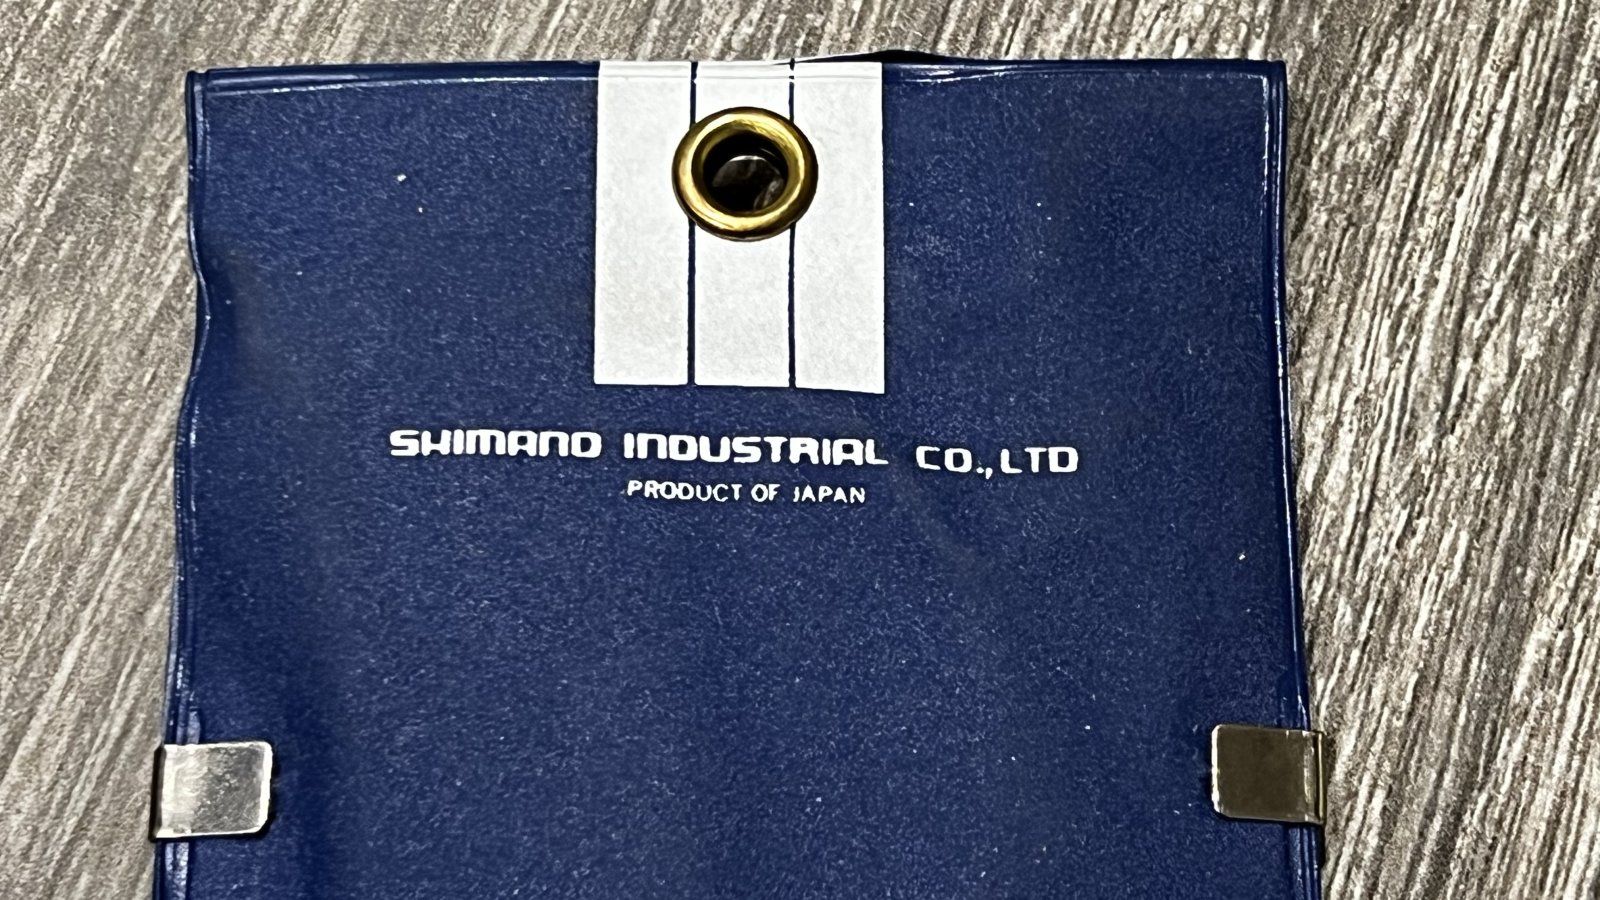 SHIMANO INDUSTRIAL CO.,LTD
PRODUCT OF JAPAN